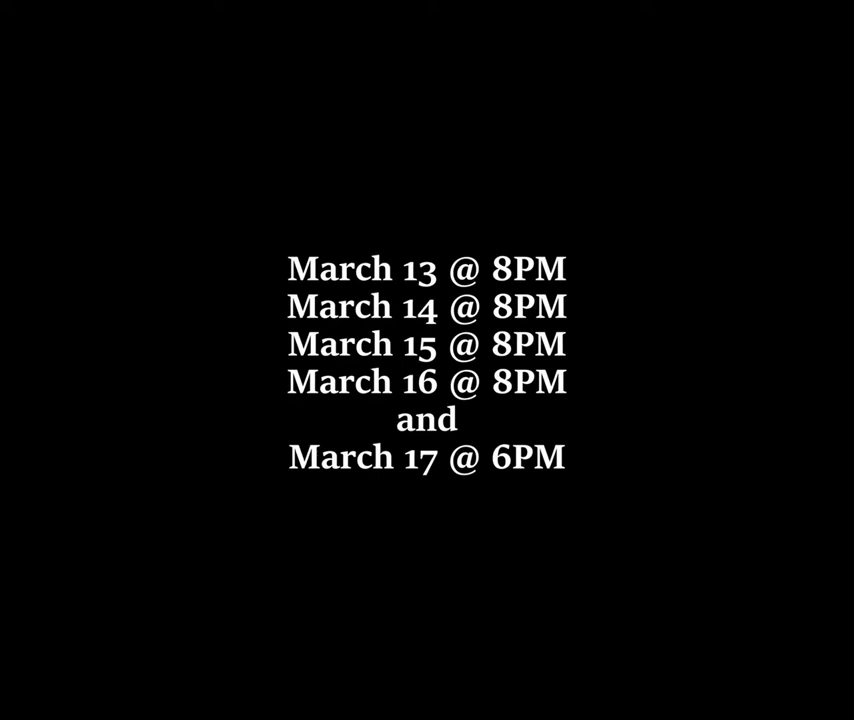 March 13 @ 8PM
March 14 @ 8PM
March 15 @ 8PM
March 16 @ 8PM
and
March 17 @ 6PM